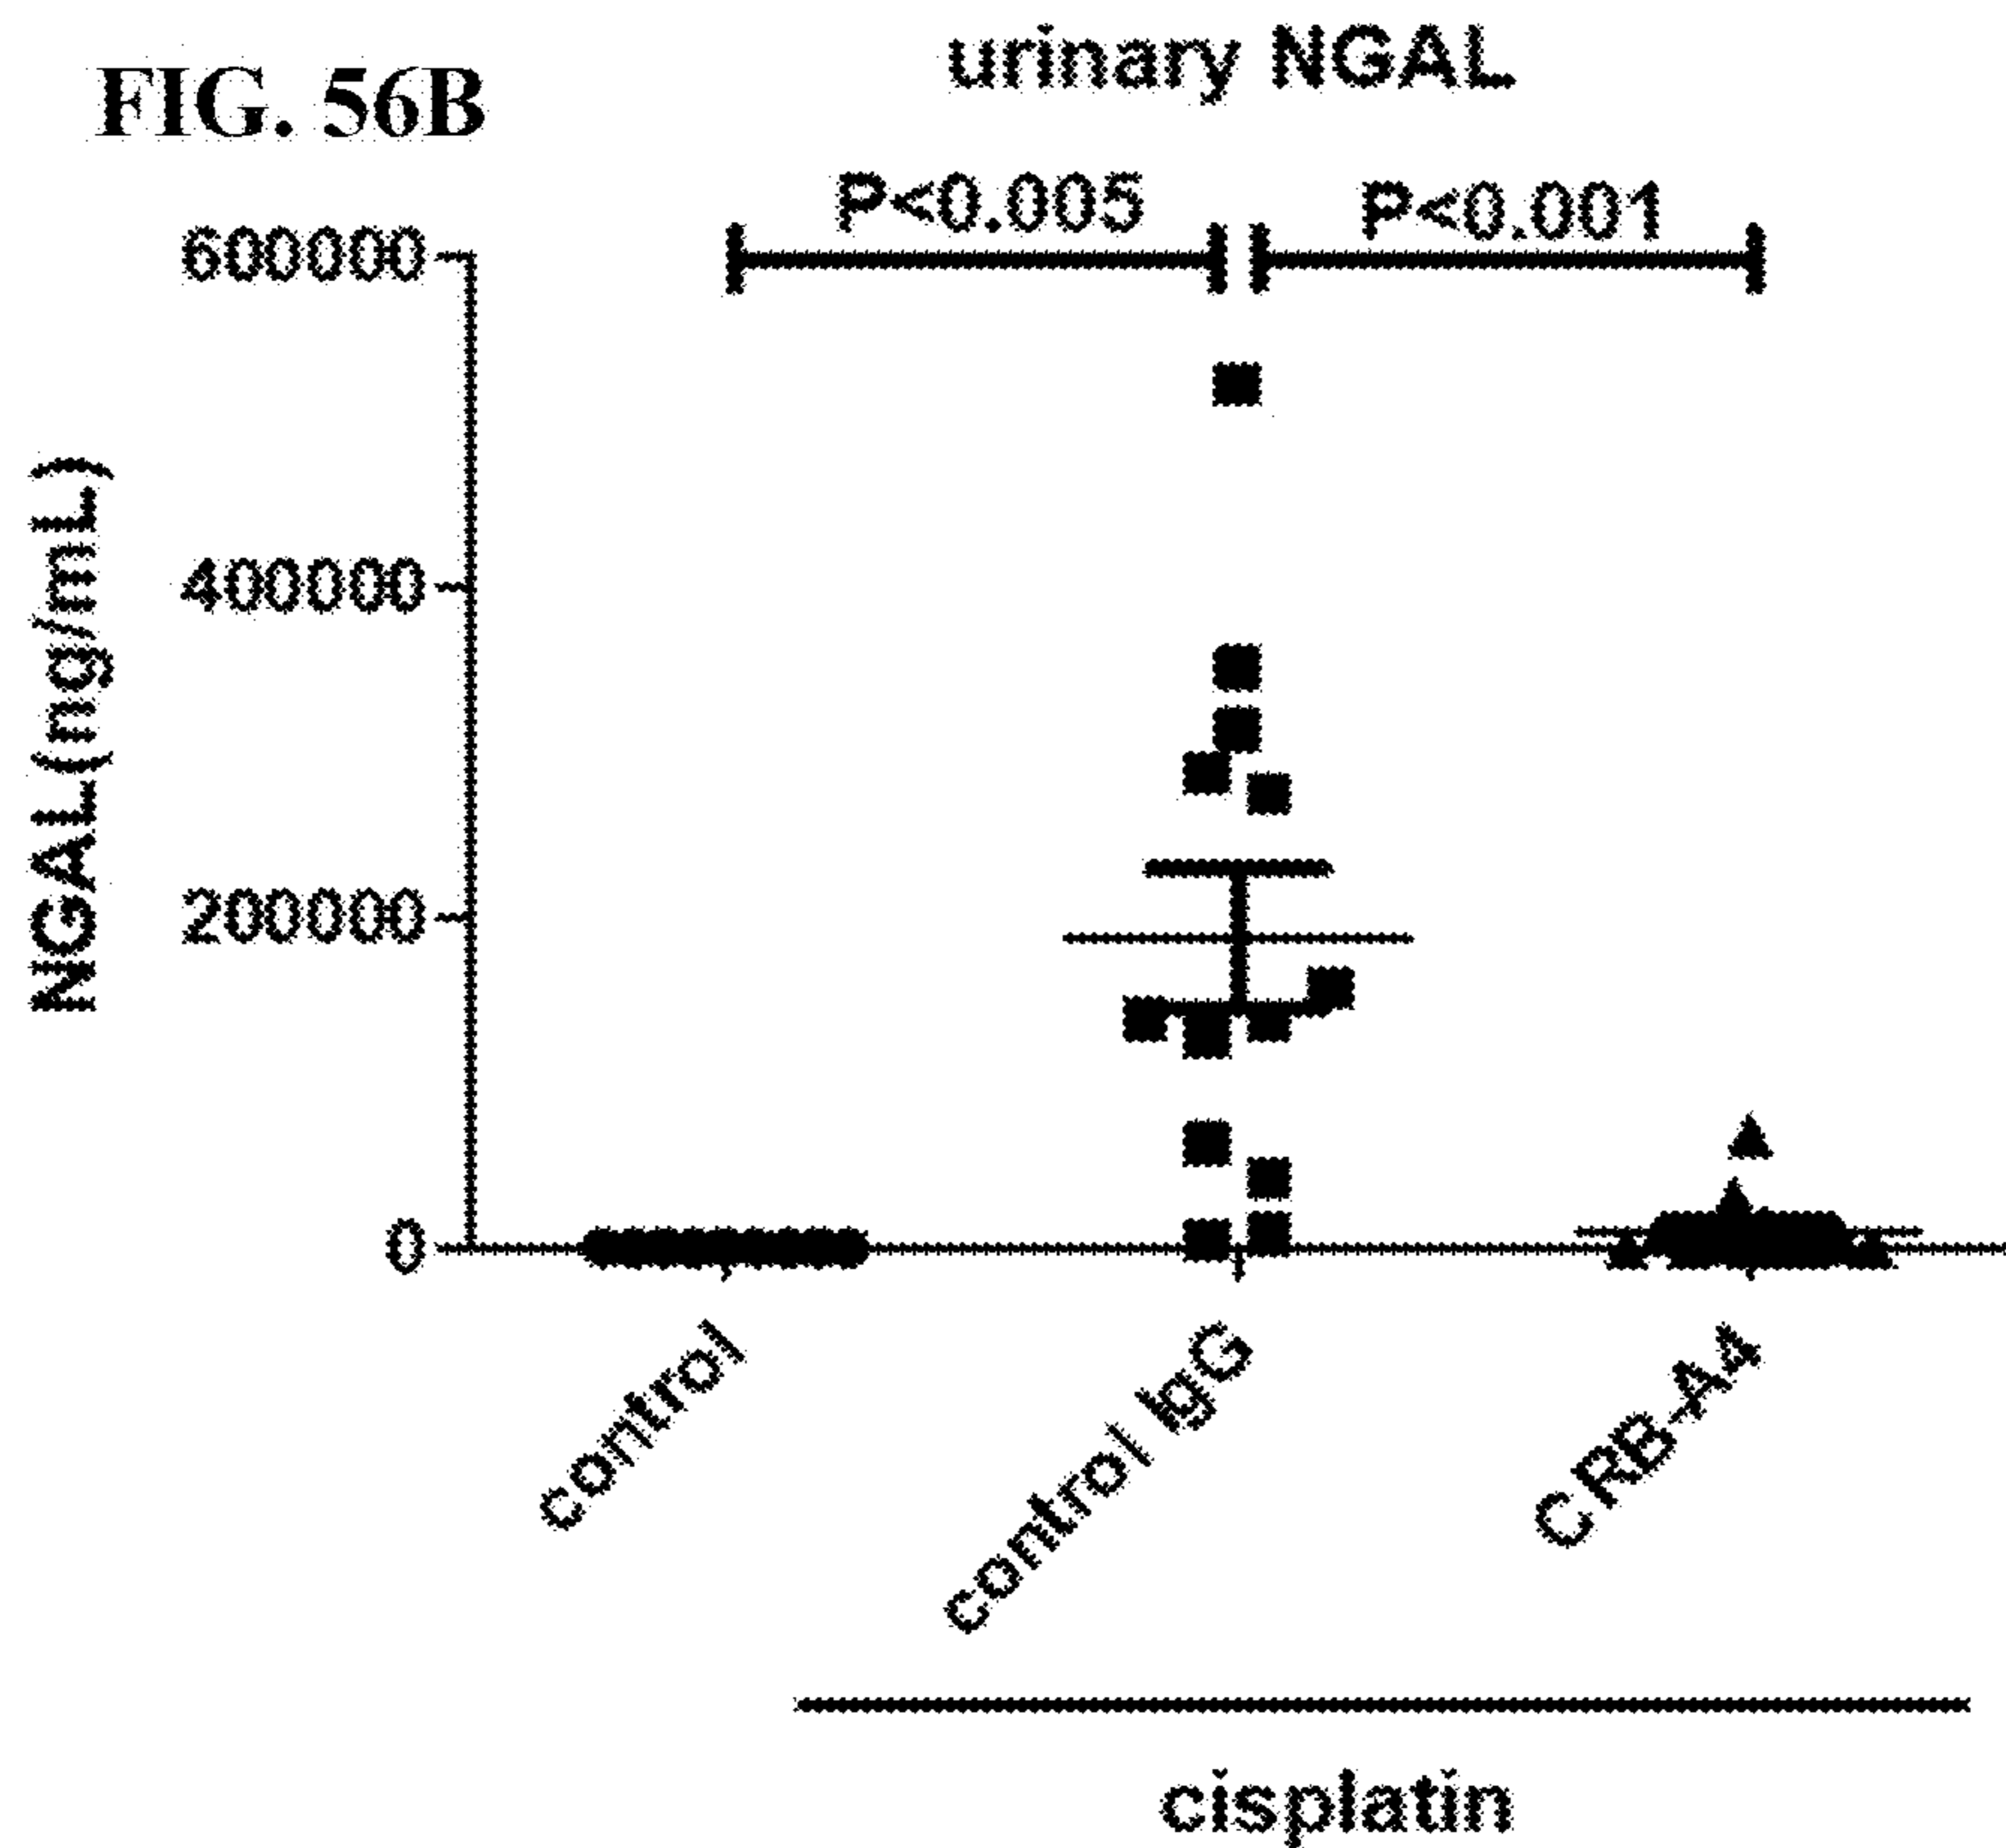 FIG. 56B
urinary NGAL
P<0.005
P<0.001
NGAL(ng/mL)
600000
400000
200000
0
control
control IgG
CRB-A4
cisplatin